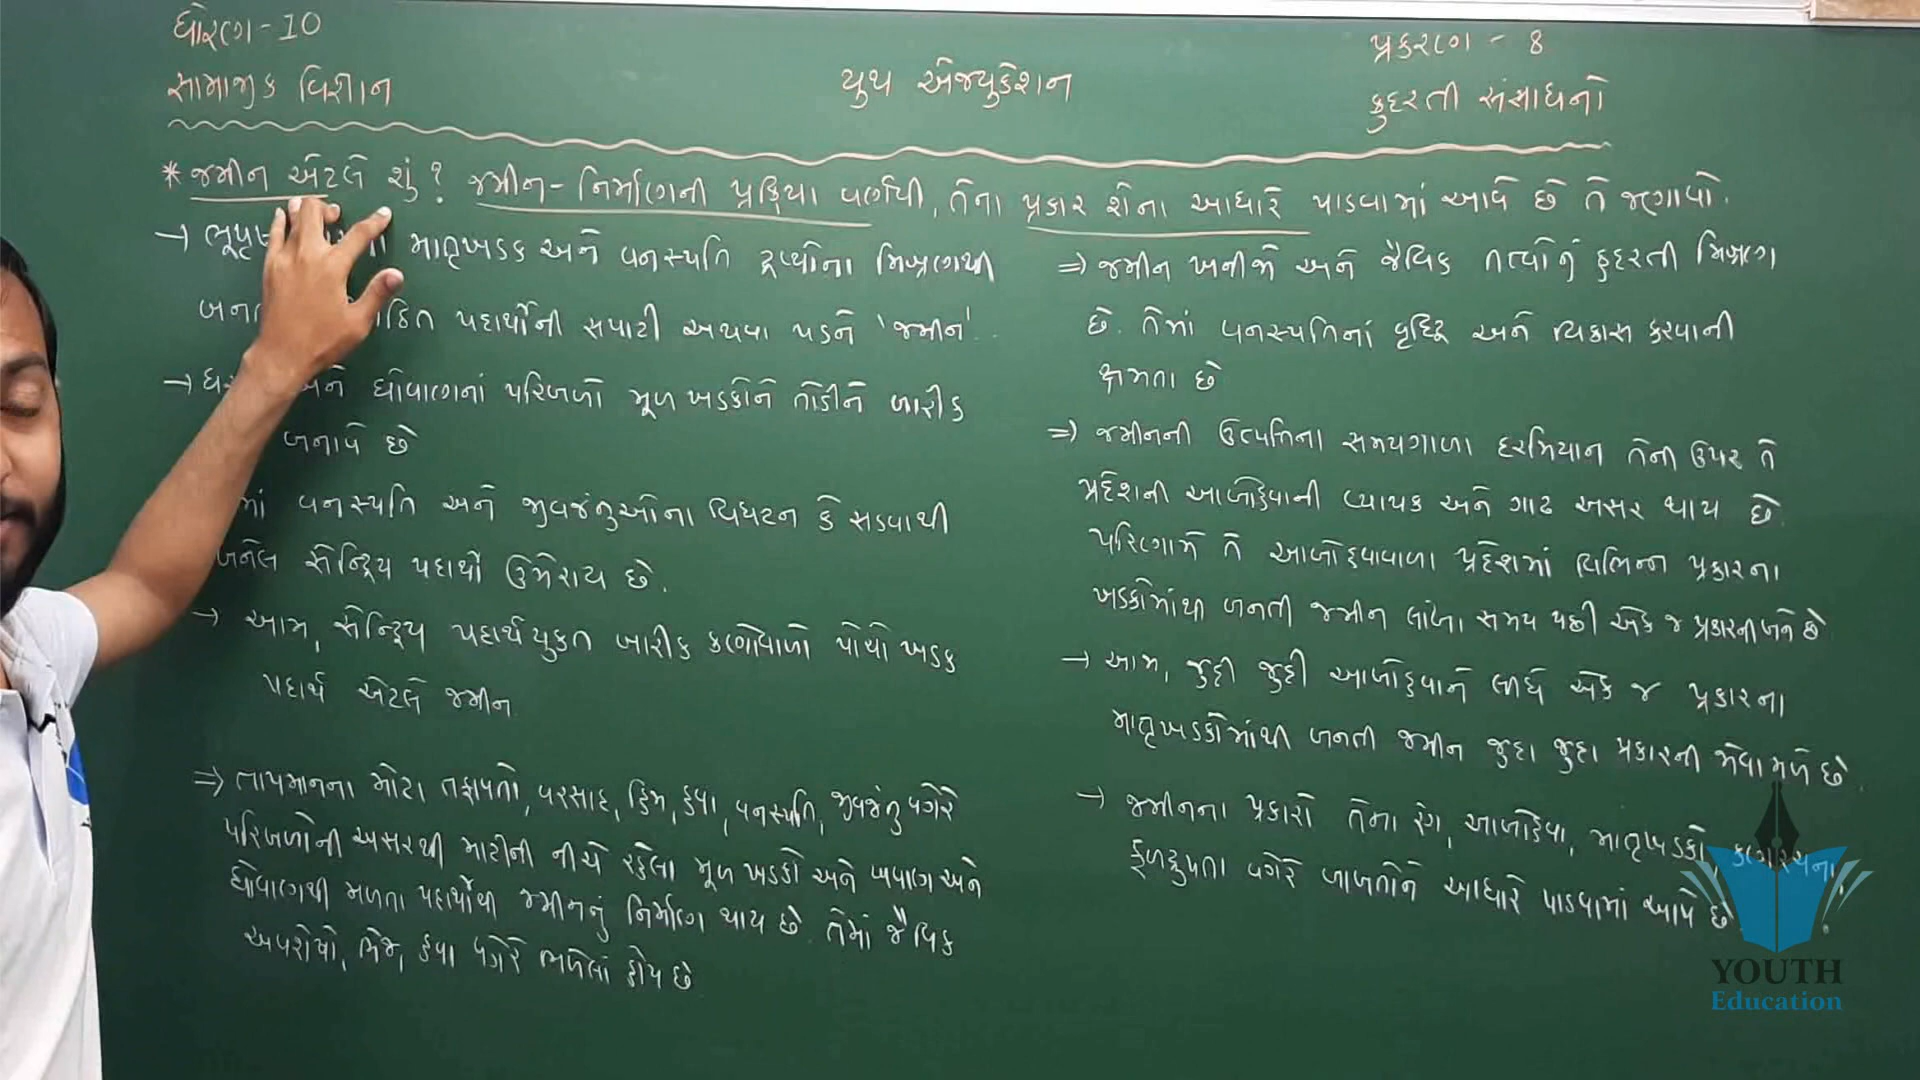 ધોરણ-10
સામાજીક વિજ્ઞાન
યુથ એજ્યુકેશન
પ્રકરણ - 8
કુદરતી સંસાધનો
* જમીન એટલે શું? જમીન-નિર્માણની પ્રક્રિયા વર્ણવી, તેના પ્રકાર શેના આધારે પાડવામાં આવે છે તે જણાવો.
→ માતૃખડક અને વનસ્પતિ દ્રવ્યોના મિશ્રણથી
પદાર્થોની સપાટી અથવા પડને 'જમીન'..
→ અને ધોવાણનાં પરિબળો મૂળ ખડકોને તોડીને બારીક
બનાવે છે
વનસ્પતિ અને જીવજંતુઓના વિઘટન કે સડવાથી
બનેલ સેન્દ્રિય પદાર્થો ઉમેરાય છે.
→ આમ, સેન્દ્રિય પદાર્થયુક્ત બારીક કણોવાળો પોચો ખડક
પદાર્થ એટલે જમીન
⇒ તાપમાનના મોટા તફાવતો, વરસાદ, હિમ, હવા, વનસ્પતિ, જીવજંતુ વગેરે
પરિબળોની અસરથી માટીની નીચે રહેલા મૂળ ખડકો અને ખવાણ અને
ધોવાણથી મળતા પદાર્થોથી જમીનનું નિર્માણ થાય છે. તેમાં જૈવિક
અવશેષો, ભેજ, હવા વગેરે ભળેલાં હોય છે
⇒ જમીન ખનીજો અને જૈવિક તત્વોનું કુદરતી મિશ્રણ
છે. તેમાં વનસ્પતિનાં વૃદ્ધિ અને વિકાસ કરવાની
ક્ષમતા છે
⇒ જમીનની ઉત્પતિના સમયગાળા દરમિયાન તેની ઉપર તે
પ્રદેશની આબોહવાની વ્યાપક અને ગાઢ અસર થાય છે.
પરિણામે તે આબોહવાવાળા પ્રદેશમાં વિભિન્ન પ્રકારના
ખડકોમાંથી બનતી જમીન લાંબા સમય પછી એક જ પ્રકારની બને છે
→ આમ, જુદી જુદી આબોહવાને લીધે એક જ પ્રકારના
માતૃખડકોમાંથી બનતી જમીન જુદા જુદા પ્રકારની જોવા મળે છે.
→ જમીનના પ્રકારો તેના રંગ, આબોહવા, માતૃખડકો, કણરચના,
ફળદ્રુપતા વગેરે બાબતોને આધારે પાડવામાં આવે છે.
YOUTH
Education